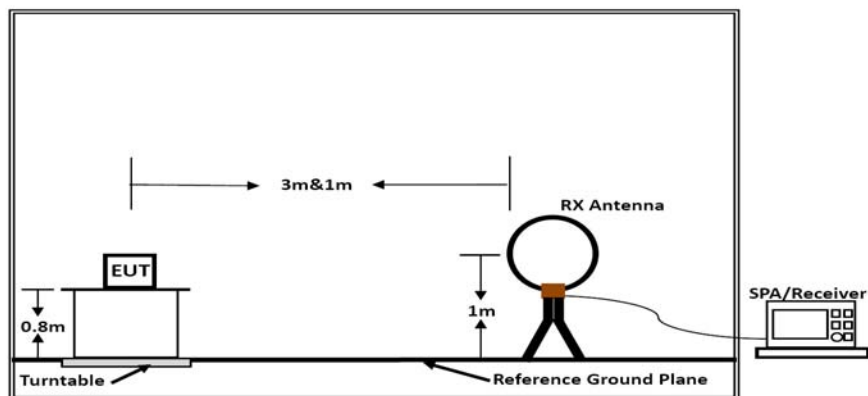 3m&1m
RX Antenna
EUT
SPA/Receiver
0.8m
1m
Turntable
Reference Ground Plane